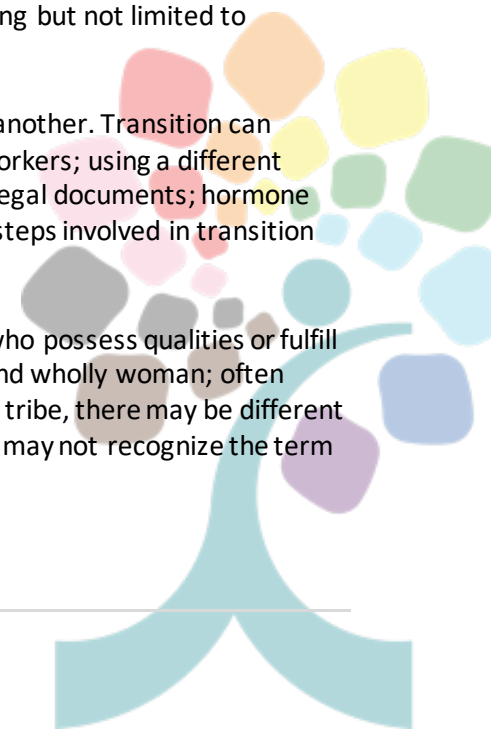 ng but not limited to
another. Transition can
orkers; using a different
egal documents; hormone
steps involved in transition
who possess qualities or fulfill
nd wholly woman; often
tribe, there may be different
may not recognize the term